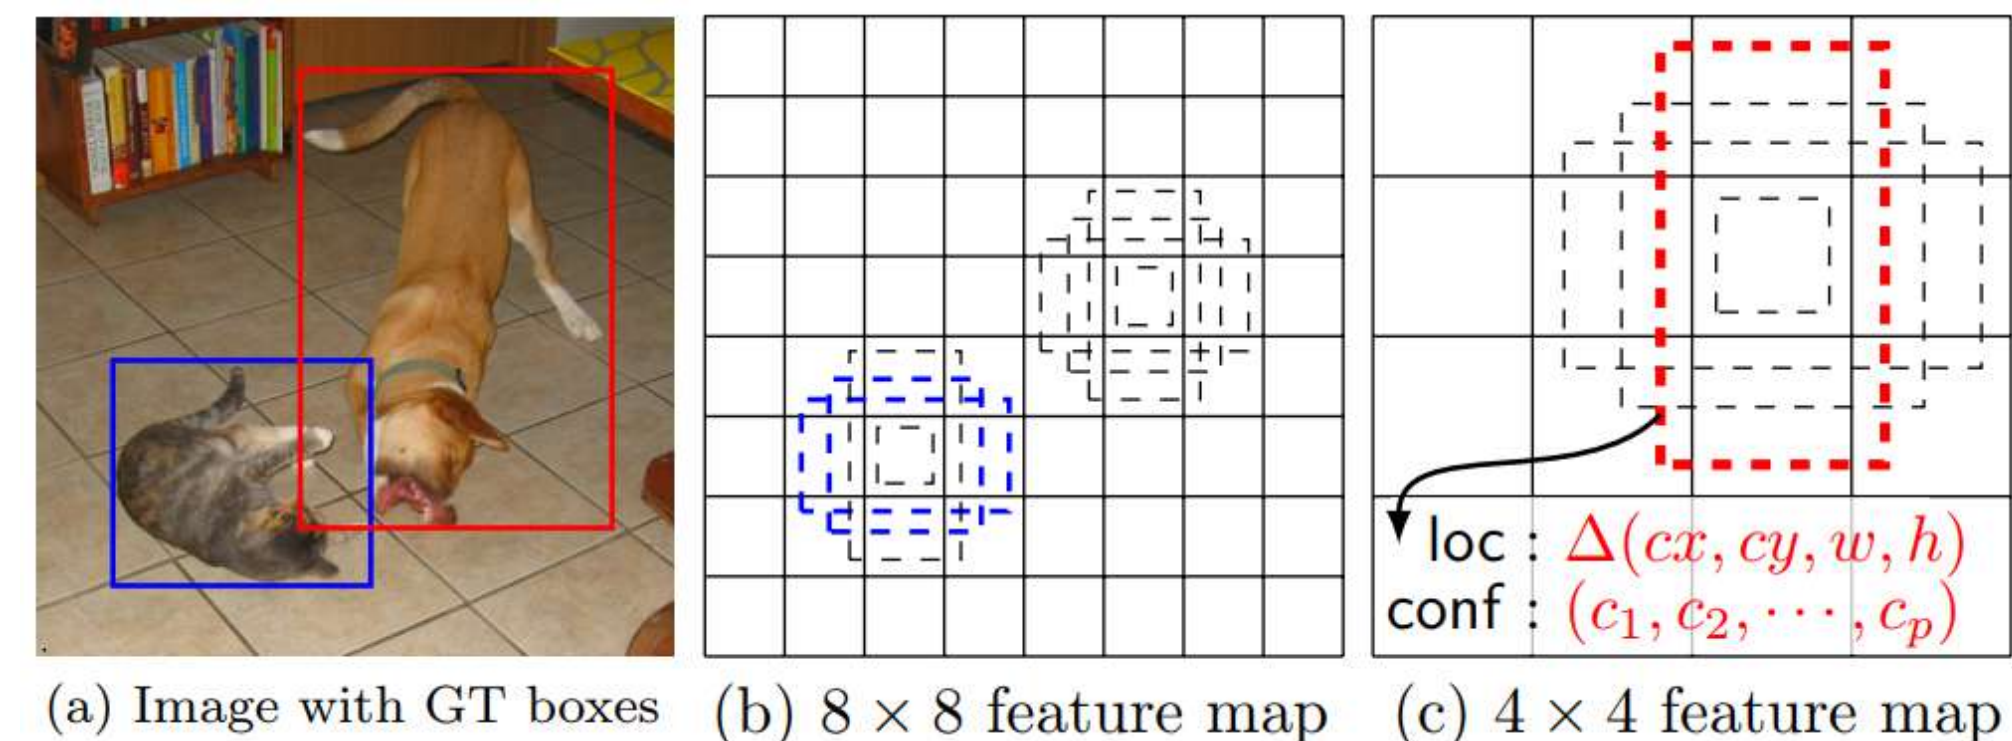 loc : Δ(cx, cy, w, h)
conf : (c₁, c₂, ⋯, cₚ)
(a) Image with GT boxes
(b) 8 × 8 feature map
(c) 4 × 4 feature map